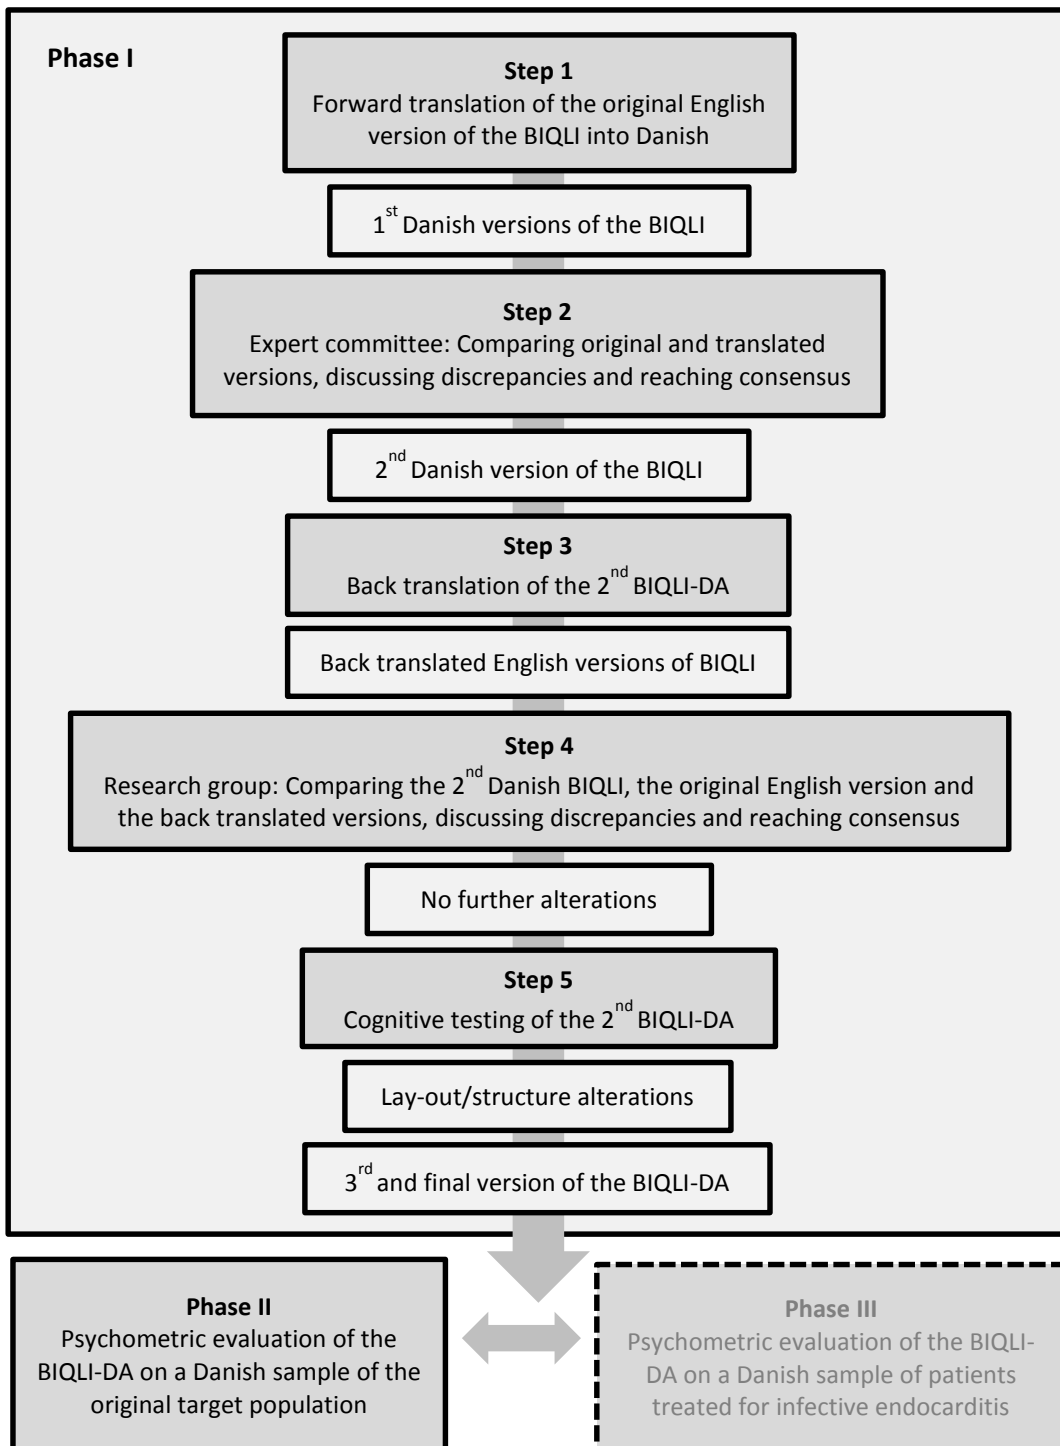 Phase I
Step 1
Forward translation of the original English
version of the BIQLI into Danish
1st Danish versions of the BIQLI
Step 2
Expert committee: Comparing original and translated
versions, discussing discrepancies and reaching consensus
2nd Danish version of the BIQLI
Step 3
Back translation of the 2nd BIQLI-DA
Back translated English versions of BIQLI
Step 4
Research group: Comparing the 2nd Danish BIQLI, the original English version and
the back translated versions, discussing discrepancies and reaching consensus
No further alterations
Step 5
Cognitive testing of the 2nd BIQLI-DA
Lay-out/structure alterations
3rd and final version of the BIQLI-DA
Phase II
Psychometric evaluation of the
BIQLI-DA on a Danish sample of the
original target population
Phase III
Psychometric evaluation of the BIQLI-
DA on a Danish sample of patients
treated for infective endocarditis